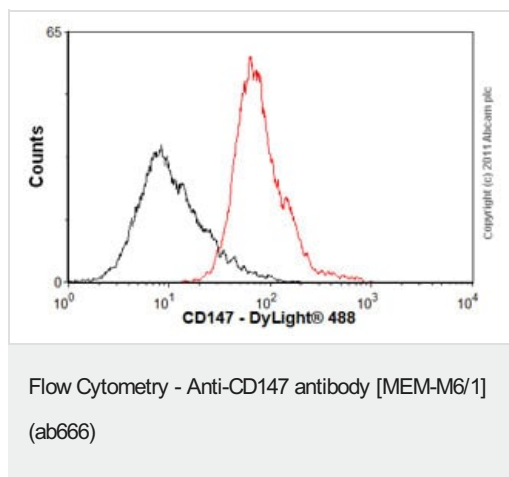 65
Counts
0
10⁰ 10¹ 10² 10³ 10⁴
CD147 - DyLight® 488
Copyright (c) 2011 Abcam plc
Flow Cytometry - Anti-CD147 antibody [MEM-M6/1]
(ab666)